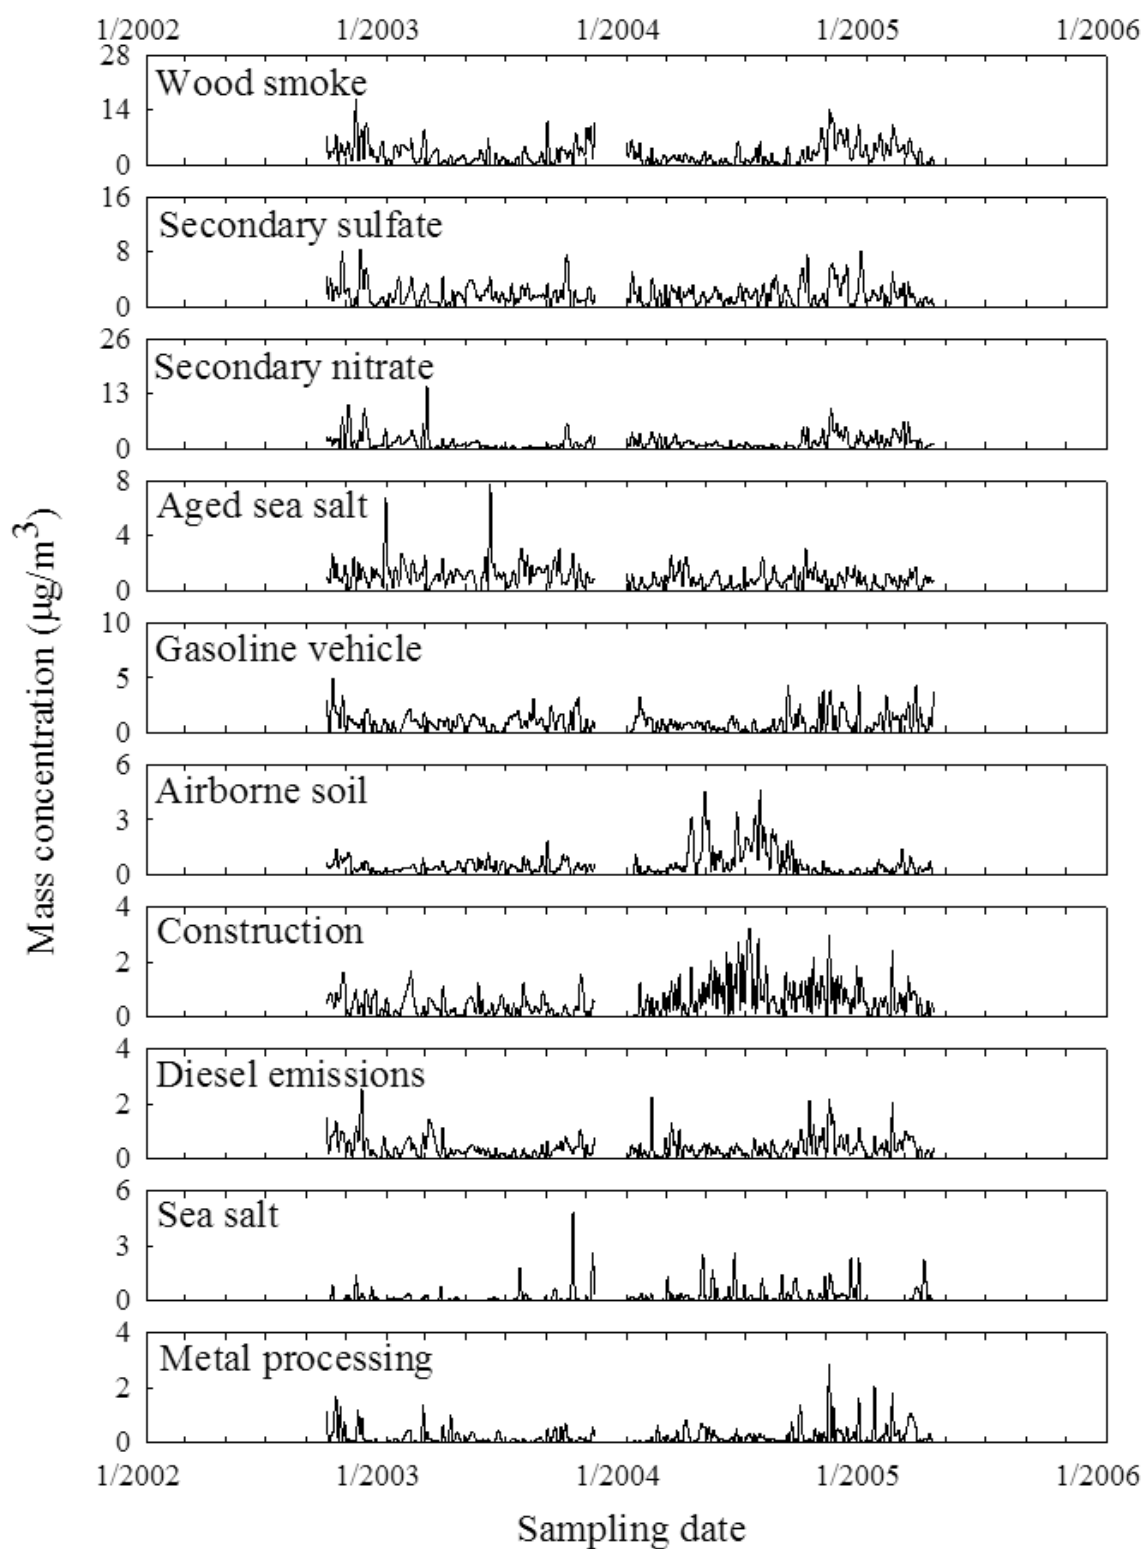 1/2002 1/2003 1/2004 1/2005 1/2006
28
Wood smoke
14
0
16
Secondary sulfate
8
0
26
Secondary nitrate
13
0
8
Aged sea salt
4
0
10
Gasoline vehicle
5
0
6
Airborne soil
3
0
4
Construction
2
0
4
Diesel emissions
2
0
6
Sea salt
3
0
4
Metal processing
2
0
1/2002 1/2003 1/2004 1/2005 1/2006
Sampling date
Mass concentration (μg/m³)